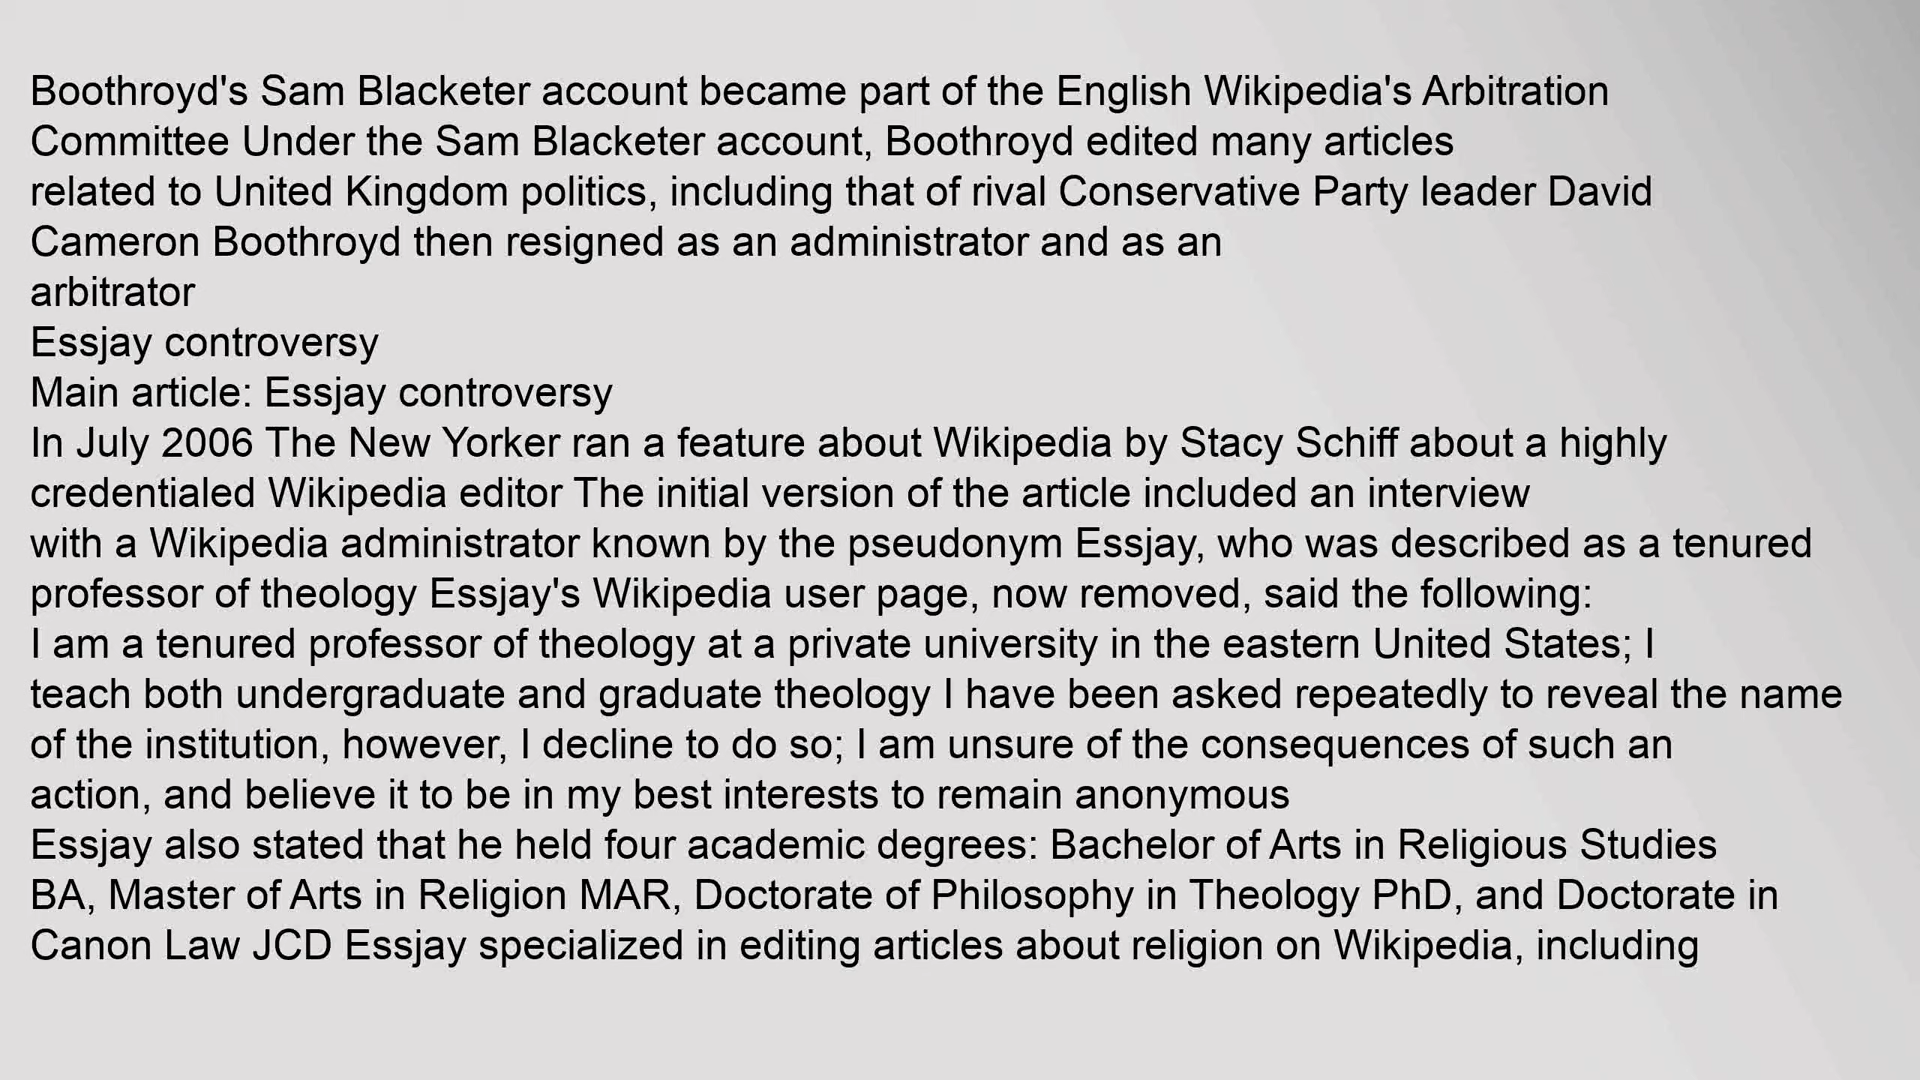 Boothroyd's Sam Blacketer account became part of the English Wikipedia's Arbitration
Committee Under the Sam Blacketer account, Boothroyd edited many articles
related to United Kingdom politics, including that of rival Conservative Party leader David
Cameron Boothroyd then resigned as an administrator and as an
arbitrator
Essjay controversy
Main article: Essjay controversy
In July 2006 The New Yorker ran a feature about Wikipedia by Stacy Schiff about a highly
credentialed Wikipedia editor The initial version of the article included an interview
with a Wikipedia administrator known by the pseudonym Essjay, who was described as a tenured
professor of theology Essjay's Wikipedia user page, now removed, said the following:
I am a tenured professor of theology at a private university in the eastern United States; I
teach both undergraduate and graduate theology I have been asked repeatedly to reveal the name
of the institution, however, I decline to do so; I am unsure of the consequences of such an
action, and believe it to be in my best interests to remain anonymous
Essjay also stated that he held four academic degrees: Bachelor of Arts in Religious Studies
BA, Master of Arts in Religion MAR, Doctorate of Philosophy in Theology PhD, and Doctorate in
Canon Law JCD Essjay specialized in editing articles about religion on Wikipedia, including